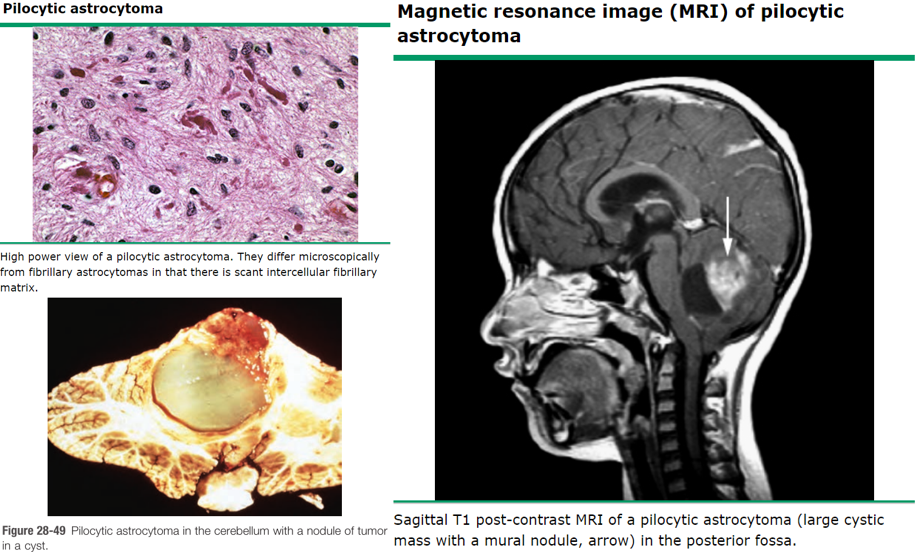 Pilocytic astrocytoma
High power view of a pilocytic astrocytoma. They differ microscopically
from fibrillary astrocytomas in that there is scant intercellular fibrillary
matrix.
Figure 28-49 Pilocytic astrocytoma in the cerebellum with a nodule of tumor
in a cyst.
Magnetic resonance image (MRI) of pilocytic
astrocytoma
Sagittal T1 post-contrast MRI of a pilocytic astrocytoma (large cystic
mass with a mural nodule, arrow) in the posterior fossa.